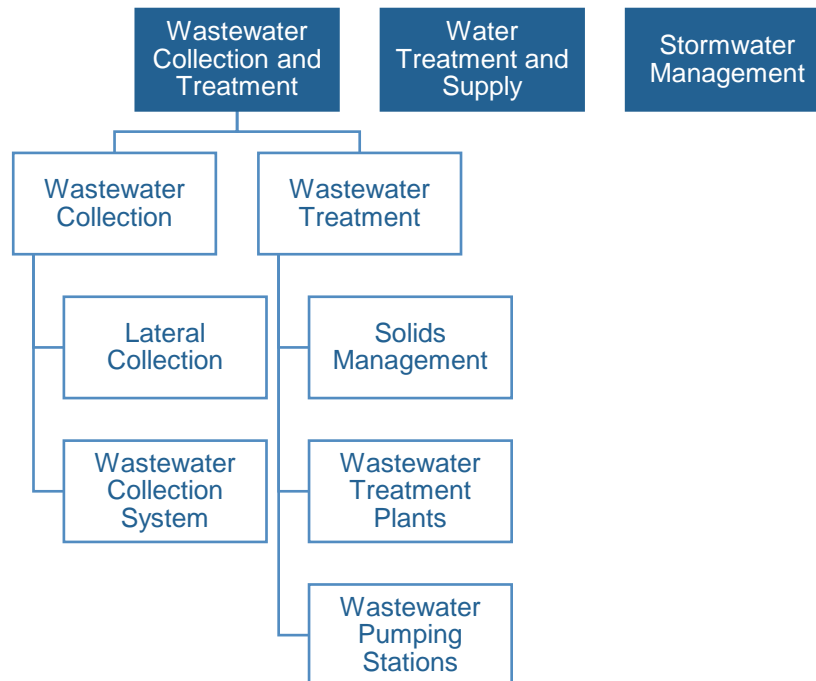 Wastewater
Collection and
Treatment
Water
Treatment and
Supply
Stormwater
Management
Wastewater
Collection
Wastewater
Treatment
Lateral
Collection
Solids
Management
Wastewater
Collection
System
Wastewater
Treatment
Plants
Wastewater
Pumping
Stations